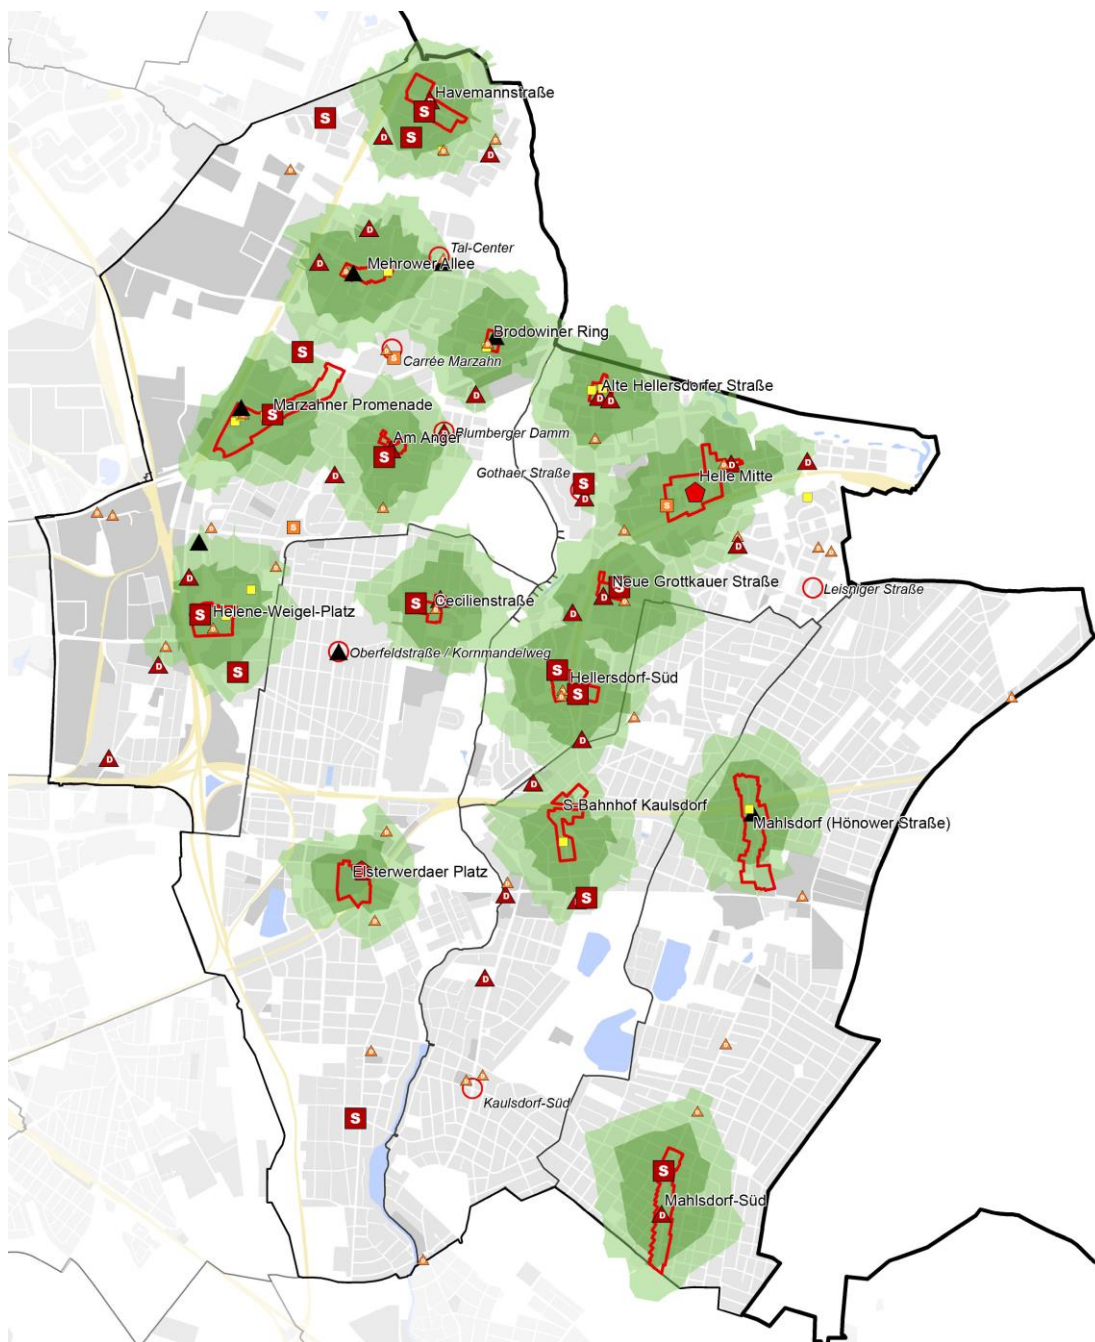 Havemannstraße
Tal-Center
Mehrower Allee
Brodowiner Ring
Carrée Marzahn
Alte Hellersdorfer Straße
Marzahner Promenade
Blumberger Damm
Am Anger
Gothaer Straße
Helle Mitte
Neue Grottkauer Straße
Leisniger Straße
Cecilienstraße
Helene-Weigel-Platz
Oberfeldstraße / Kornmandelweg
Hellersdorf-Süd
S-Bahnhof Kaulsdorf
Mahlsdorf (Hönower Straße)
Elsterwerdaer Platz
Kaulsdorf-Süd
Mahlsdorf-Süd